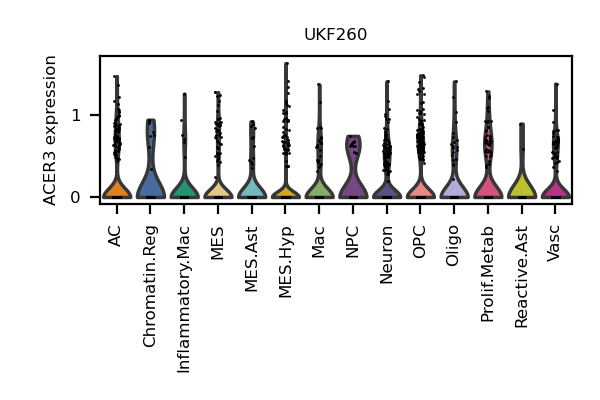 UKF260
ACER3 expression
1
0
AC
Chromatin.Reg
Inflammatory.Mac
MES
MES.Ast
MES.Hyp
Mac
NPC
Neuron
OPC
Oligo
Prolif.Metab
Reactive.Ast
Vasc